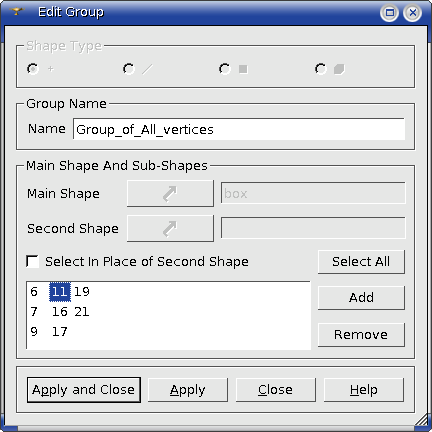 Edit Group
Shape Type
Group Name
Name Group_of_All_vertices
Main Shape And Sub-Shapes
Main Shape box
Second Shape
Select In Place of Second Shape Select All
6 11 19
7 16 21
9 17
Add
Remove
Apply and Close Apply Close Help